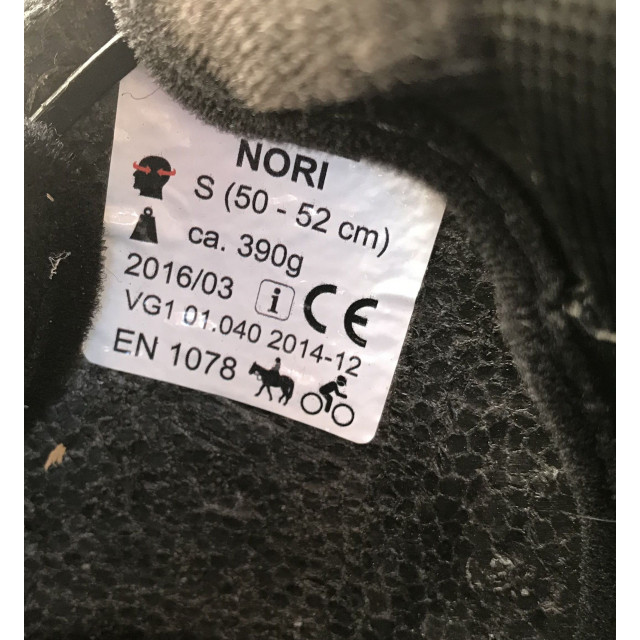 NORI
S (50 - 52 cm)
ca. 390g
2016/03 i CE
VG1 01.040 2014-12
EN 1078